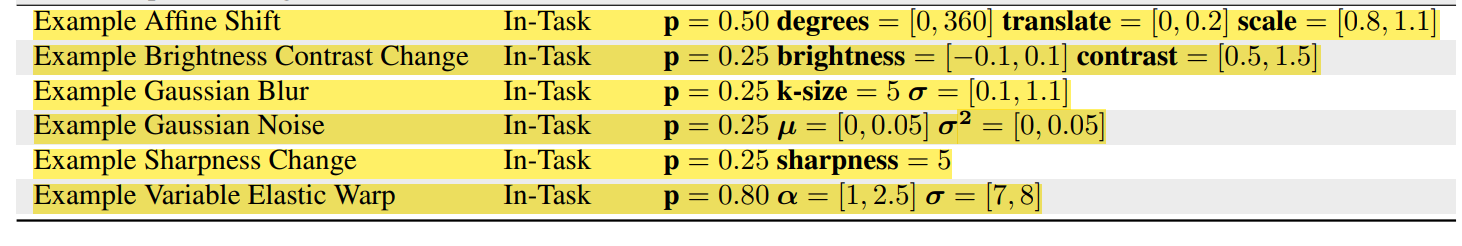 Example Affine Shift In-Task p = 0.50 degrees = [0, 360] translate = [0, 0.2] scale = [0.8, 1.1]
Example Brightness Contrast Change In-Task p = 0.25 brightness = [−0.1, 0.1] contrast = [0.5, 1.5]
Example Gaussian Blur In-Task p = 0.25 k-size = 5 σ = [0.1, 1.1]
Example Gaussian Noise In-Task p = 0.25 μ = [0, 0.05] σ² = [0, 0.05]
Example Sharpness Change In-Task p = 0.25 sharpness = 5
Example Variable Elastic Warp In-Task p = 0.80 α = [1, 2.5] σ = [7, 8]